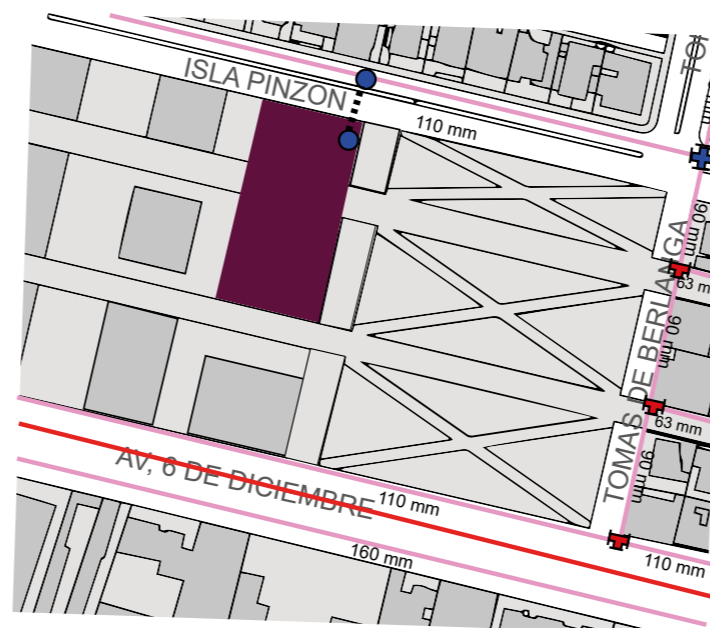 ISLA PINZON
110 mm
TO
90 mm
63 m
TOMAS DE BERLANGA
90 mm
63 mm
90 mm
AV, 6 DE DICIEMBRE
110 mm
160 mm
110 mm